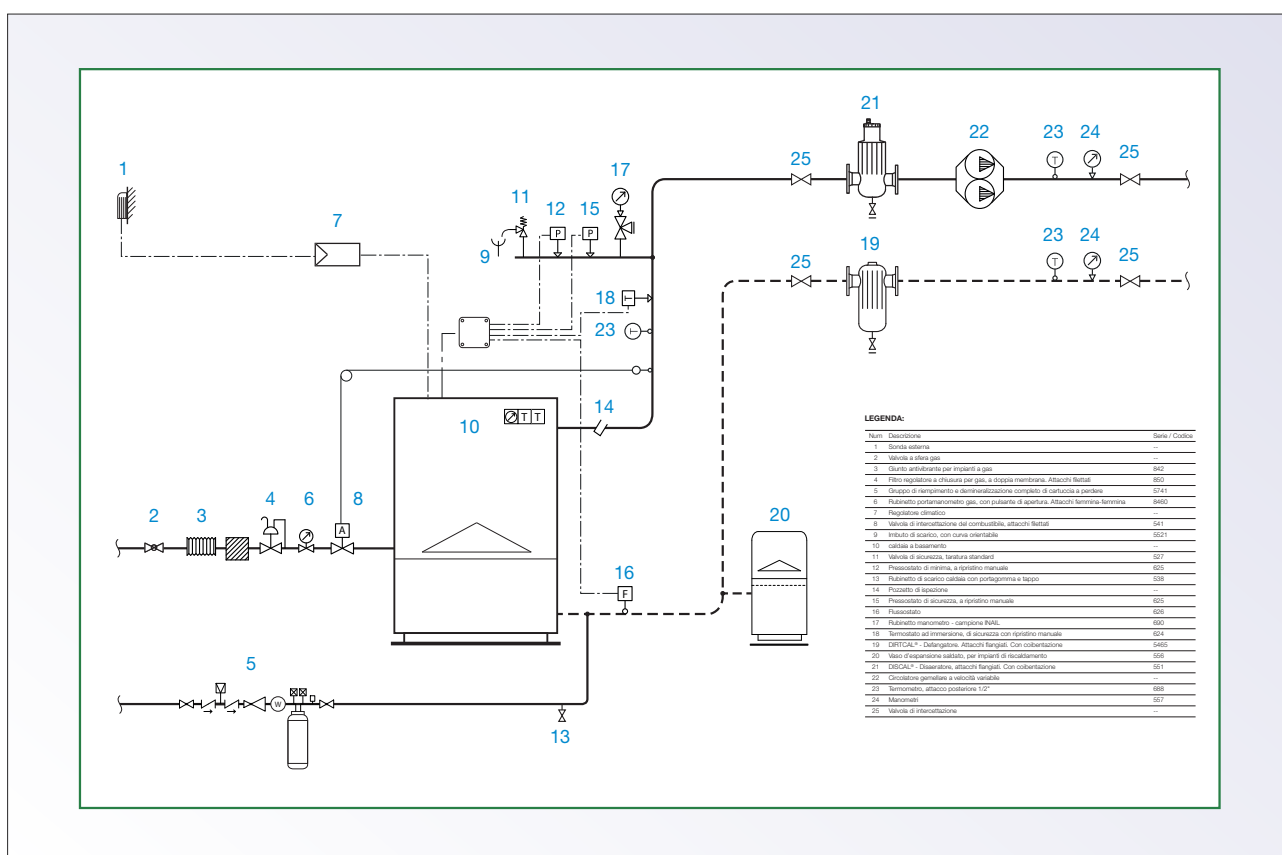 21
22
23
24
25
25
1
17
11
12
15
T
7
P
P
9
19
23
24
25
25
18
T
T
23
T
14
10
T T
4
6
8
2
3
20
A
16
F
5
W
13
LEGENDA:
Num Descrizione Serie / Codice
1 Sonda esterna —
2 Valvola a sfera gas —
3 Giunto antivibrante per impianti a gas 842
4 Filtro regolatore a chiusura per gas, a doppia membrana. Attacchi filettati 850
5 Gruppo di riempimento e demineralizzazione completo di cartuccia a perdere 5741
6 Rubinetto portamanometro gas, con pulsante di apertura. Attacchi femmina-femmina 8460
7 Regolatore climatico —
8 Valvola di intercettazione del combustibile, attacchi filettati 541
9 Imbuto di scarico, con curva orientabile 5521
10 caldaia a basamento —
11 Valvola di sicurezza, taratura standard 527
12 Pressostato di minima, a ripristino manuale 625
13 Rubinetto di scarico caldaia con portagomma e tappo 538
14 Pozzetto di ispezione —
15 Pressostato di sicurezza, a ripristino manuale 625
16 Flussostato 626
17 Rubinetto manometro - campione INAIL 690
18 Termostato ad immersione, di sicurezza con ripristino manuale 624
19 DIRTCAL® - Defangatore. Attacchi flangiati. Con coibentazione 5465
20 Vaso d'espansione saldato, per impianti di riscaldamento 556
21 DISCAL® - Disaeratore, attacchi flangiati. Con coibentazione 551
22 Circolatore gemellare a velocità variabile —
23 Termometro, attacco posteriore 1/2" 688
24 Manometri 557
25 Valvola di intercettazione —